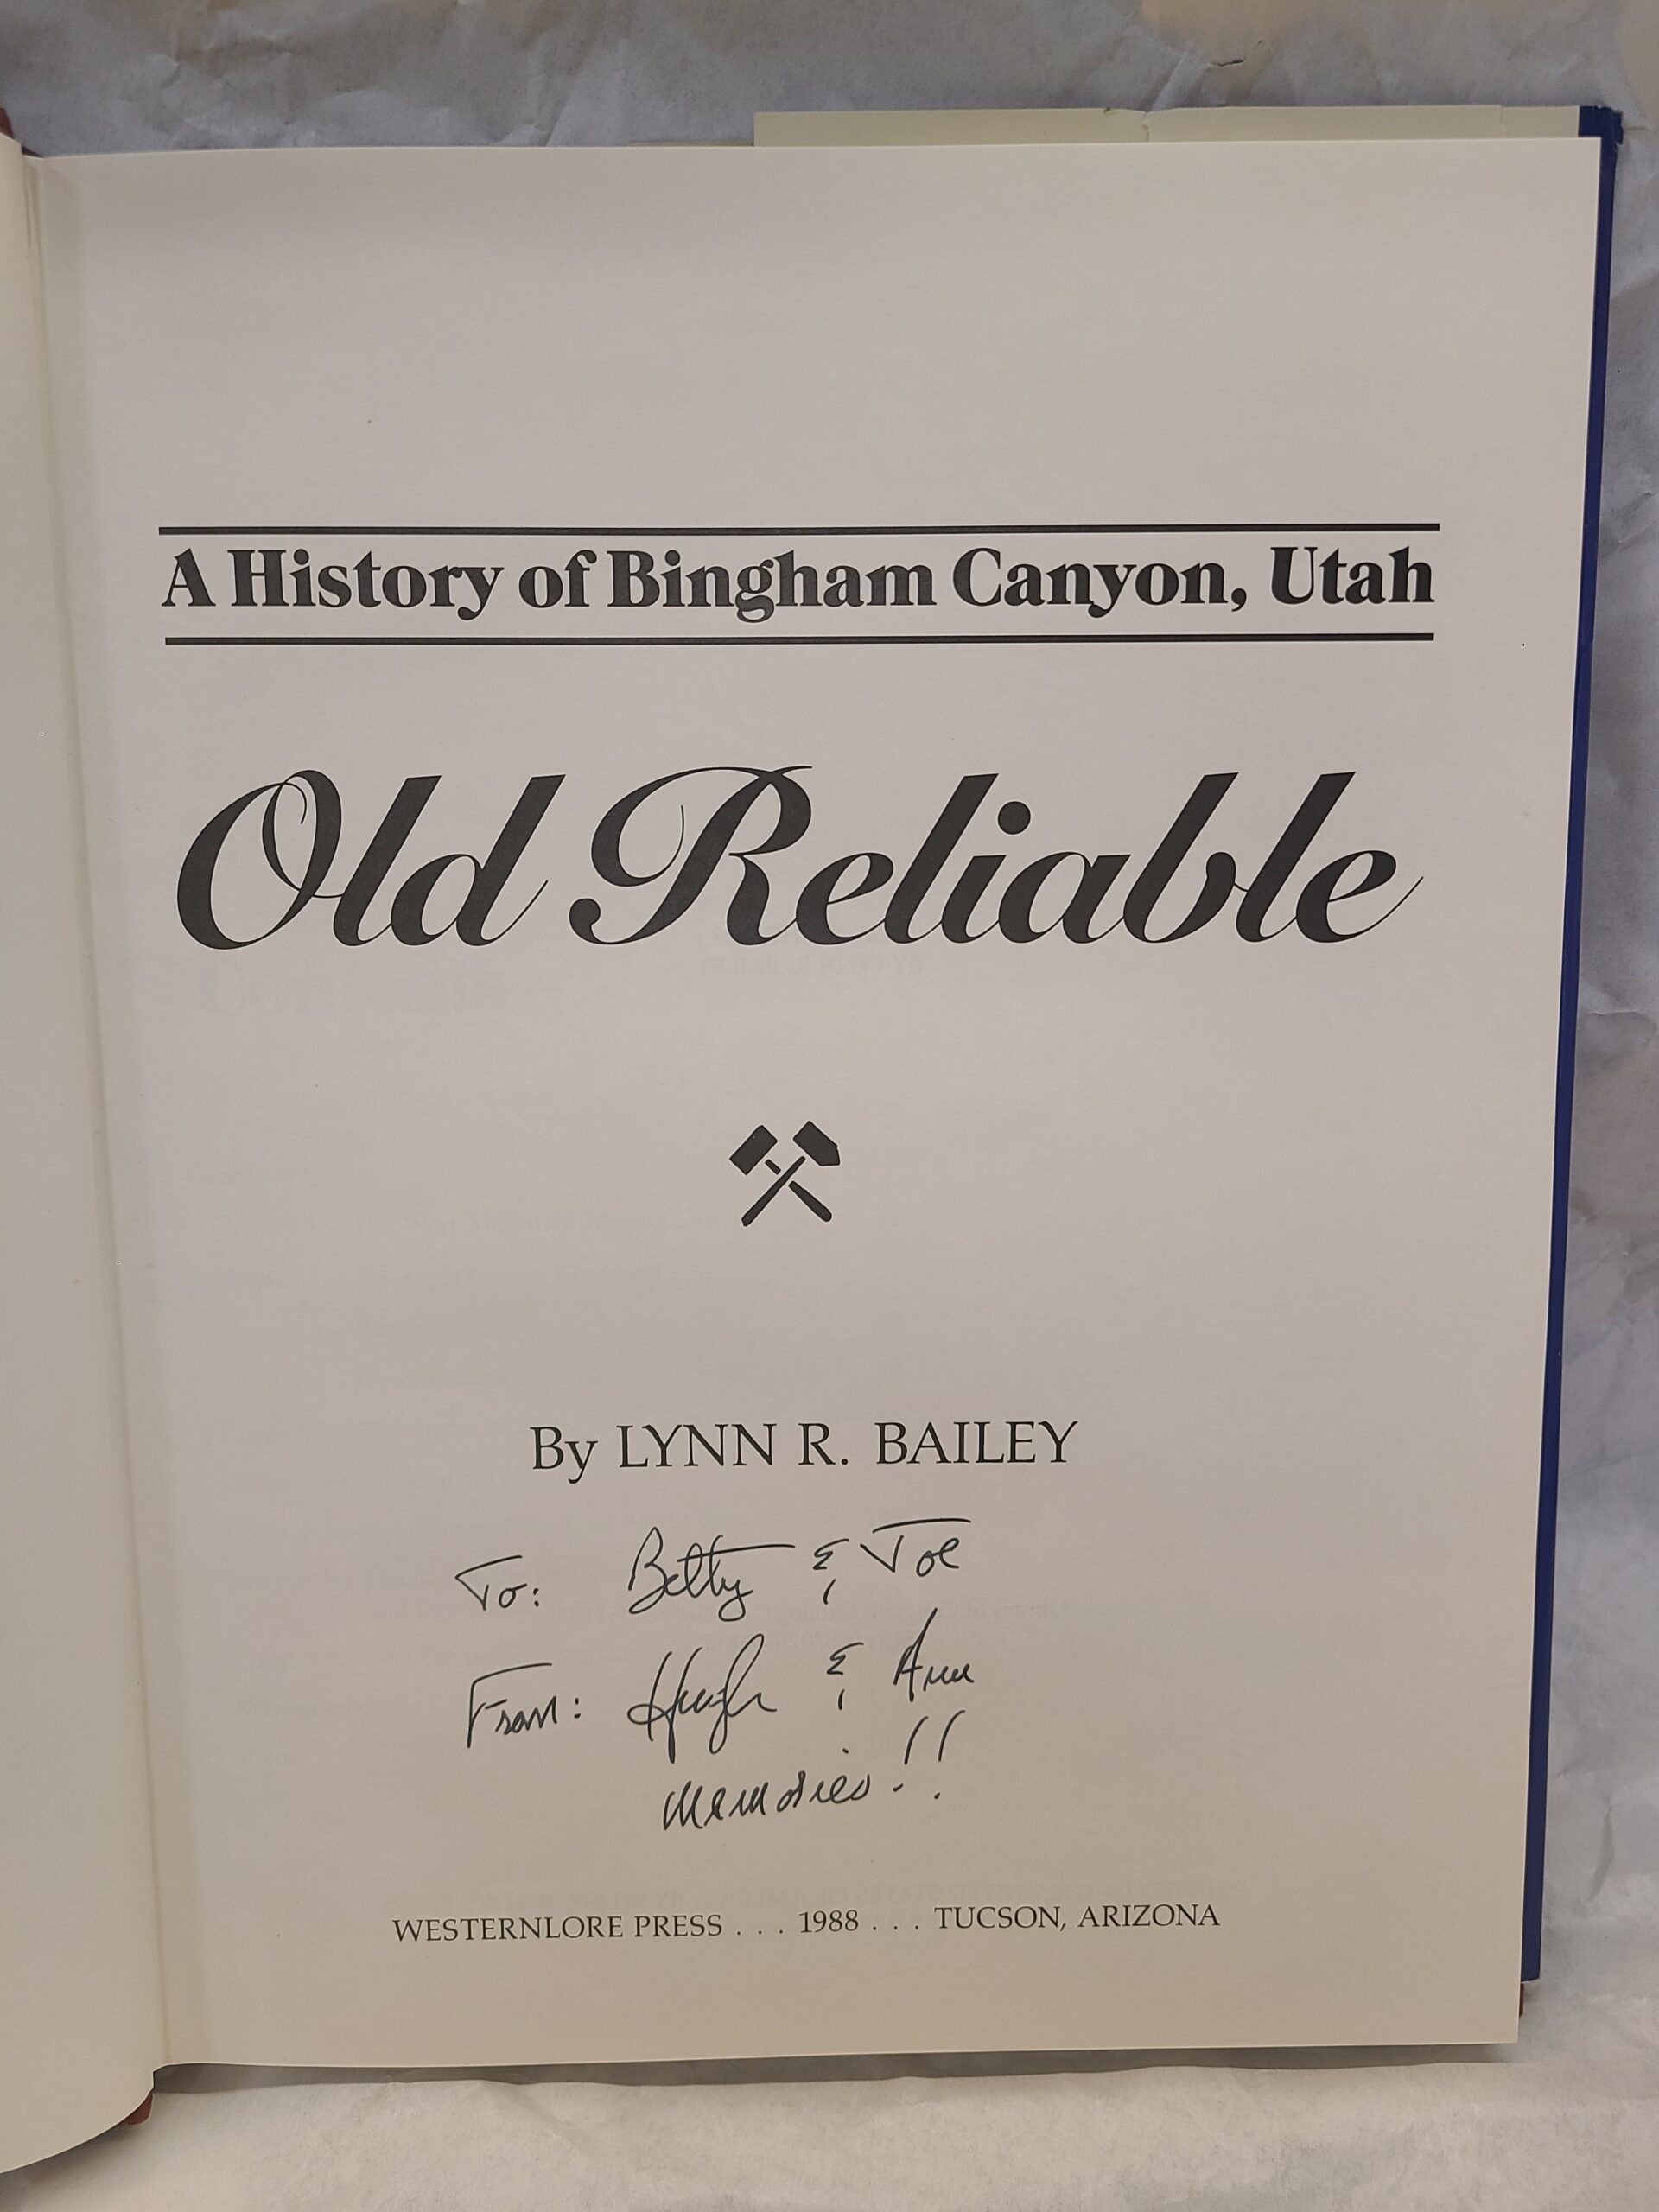 A History of Bingham Canyon, Utah
Old Reliable
By LYNN R. BAILEY
To: Betty & Joe
From: Hugh & Ann
Memories!!
WESTERNLORE PRESS . . . 1988 . . . TUCSON, ARIZONA